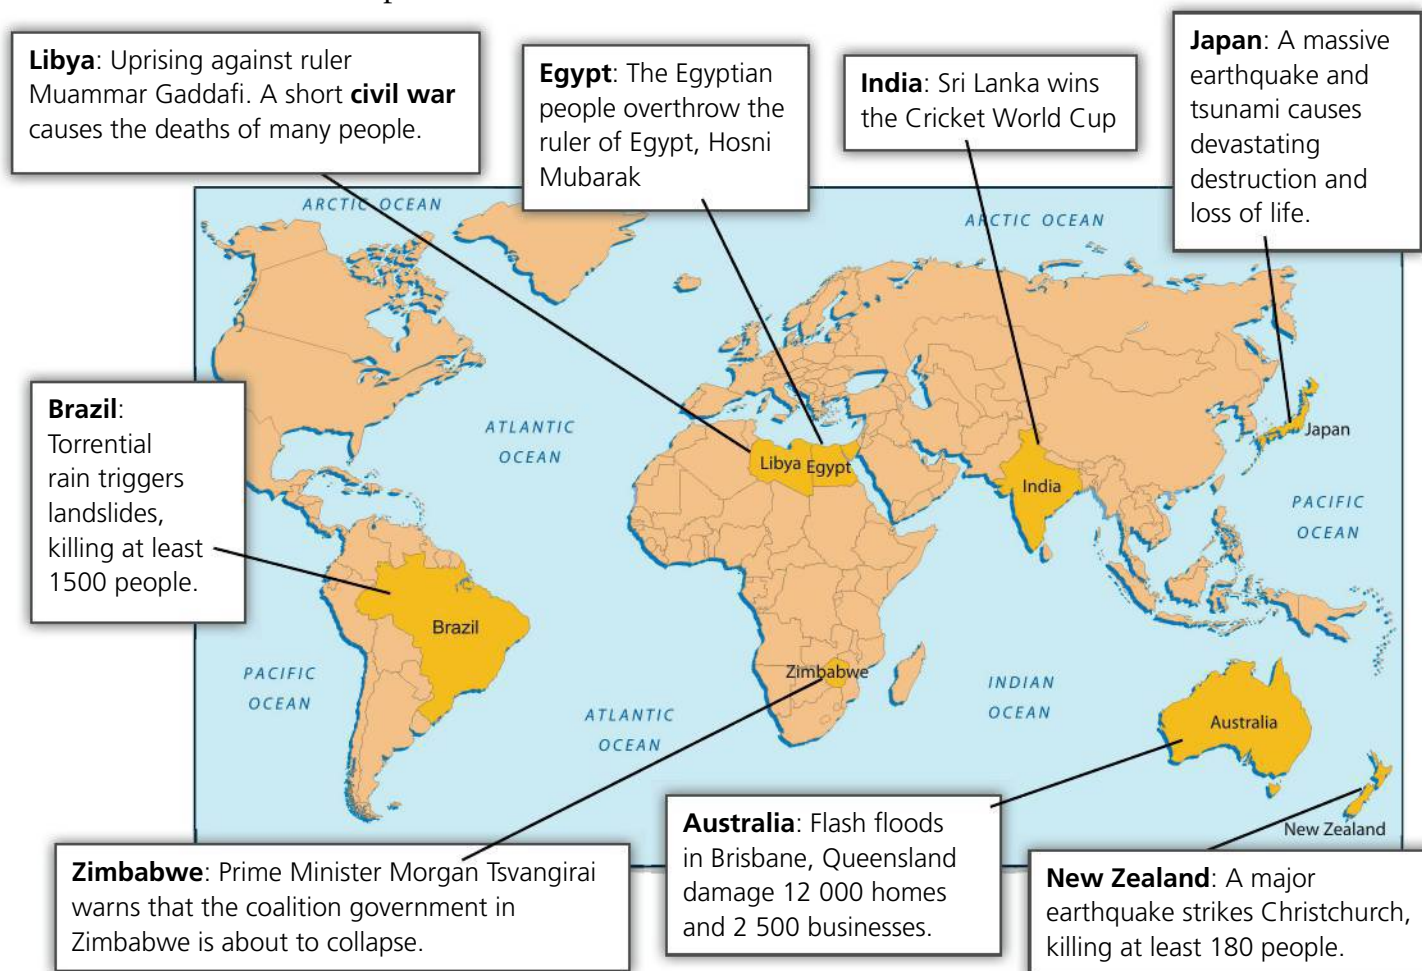 Libya: Uprising against ruler
Muammar Gaddafi. A short civil war
causes the deaths of many people.
Egypt: The Egyptian
people overthrow the
ruler of Egypt, Hosni
Mubarak
India: Sri Lanka wins
the Cricket World Cup
Japan: A massive
earthquake and
tsunami causes
devastating
destruction and
loss of life.
ARCTIC OCEAN
ARCTIC OCEAN
Brazil:
Torrential
rain triggers
landslides,
killing at least
1500 people.
ATLANTIC
OCEAN
Libya
Egypt
India
Japan
PACIFIC
OCEAN
Brazil
PACIFIC
OCEAN
Zimbabwe
ATLANTIC
OCEAN
INDIAN
OCEAN
Australia
New Zealand
Zimbabwe: Prime Minister Morgan Tsvangirai
warns that the coalition government in
Zimbabwe is about to collapse.
Australia: Flash floods
in Brisbane, Queensland
damage 12 000 homes
and 2 500 businesses.
New Zealand: A major
earthquake strikes Christchurch,
killing at least 180 people.